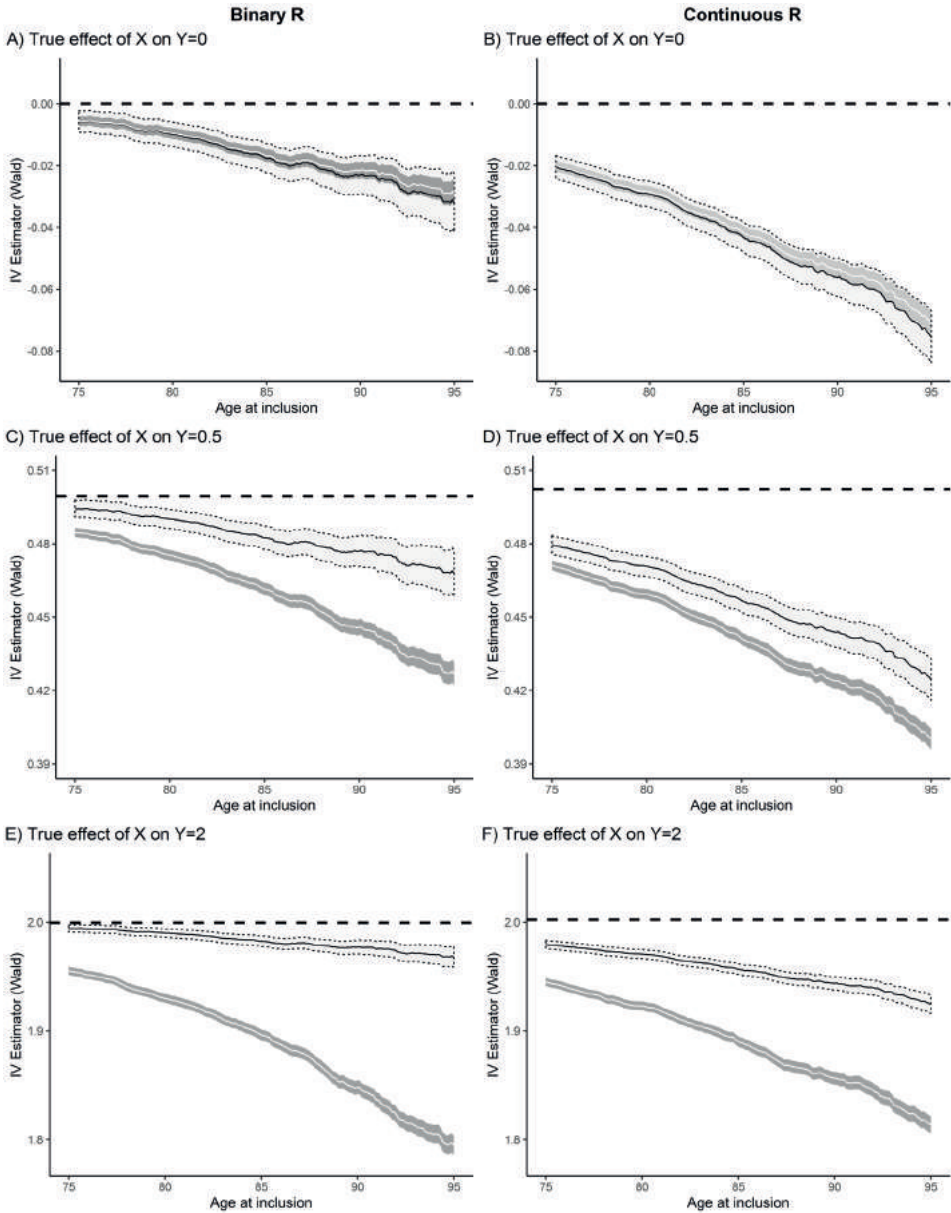 Binary R
Continuous R
A) True effect of X on Y=0
B) True effect of X on Y=0
IV Estimator (Wald)
0.00
-0.02
-0.04
-0.06
-0.08
75 80 85 90 95
Age at inclusion
IV Estimator (Wald)
0.00
-0.02
-0.04
-0.06
-0.08
75 80 85 90 95
Age at inclusion
C) True effect of X on Y=0.5
D) True effect of X on Y=0.5
IV Estimator (Wald)
0.51
0.48
0.45
0.42
0.39
75 80 85 90 95
Age at inclusion
IV Estimator (Wald)
0.51
0.48
0.45
0.42
0.39
75 80 85 90 95
Age at inclusion
E) True effect of X on Y=2
F) True effect of X on Y=2
IV Estimator (Wald)
2.0
1.9
1.8
75 80 85 90 95
Age at inclusion
IV Estimator (Wald)
2.0
1.9
1.8
75 80 85 90 95
Age at inclusion